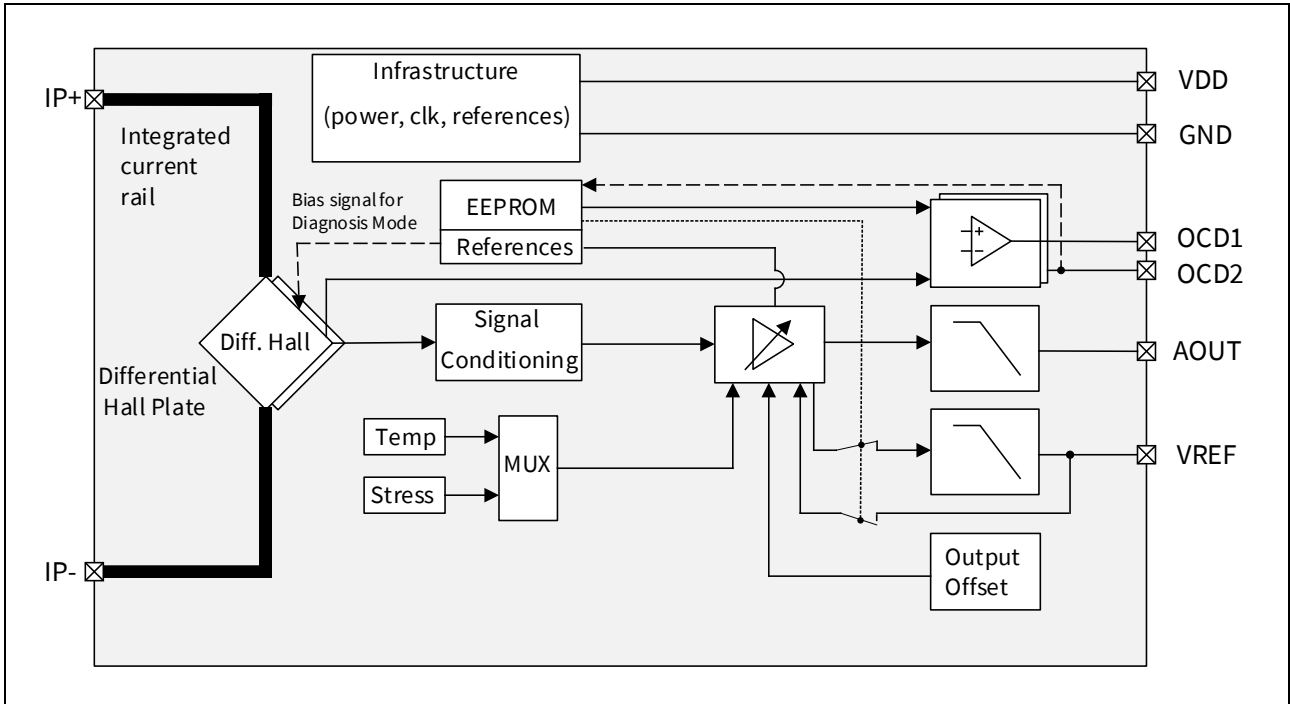 Infrastructure
(power, clk, references)
VDD
IP+
GND
Integrated
current
rail
Bias signal for
Diagnosis Mode
EEPROM
References
+
-
OCD1
OCD2
Signal
Conditioning
Diff. Hall
AOUT
Differential
Hall Plate
Temp
MUX
Stress
VREF
Output
Offset
IP-